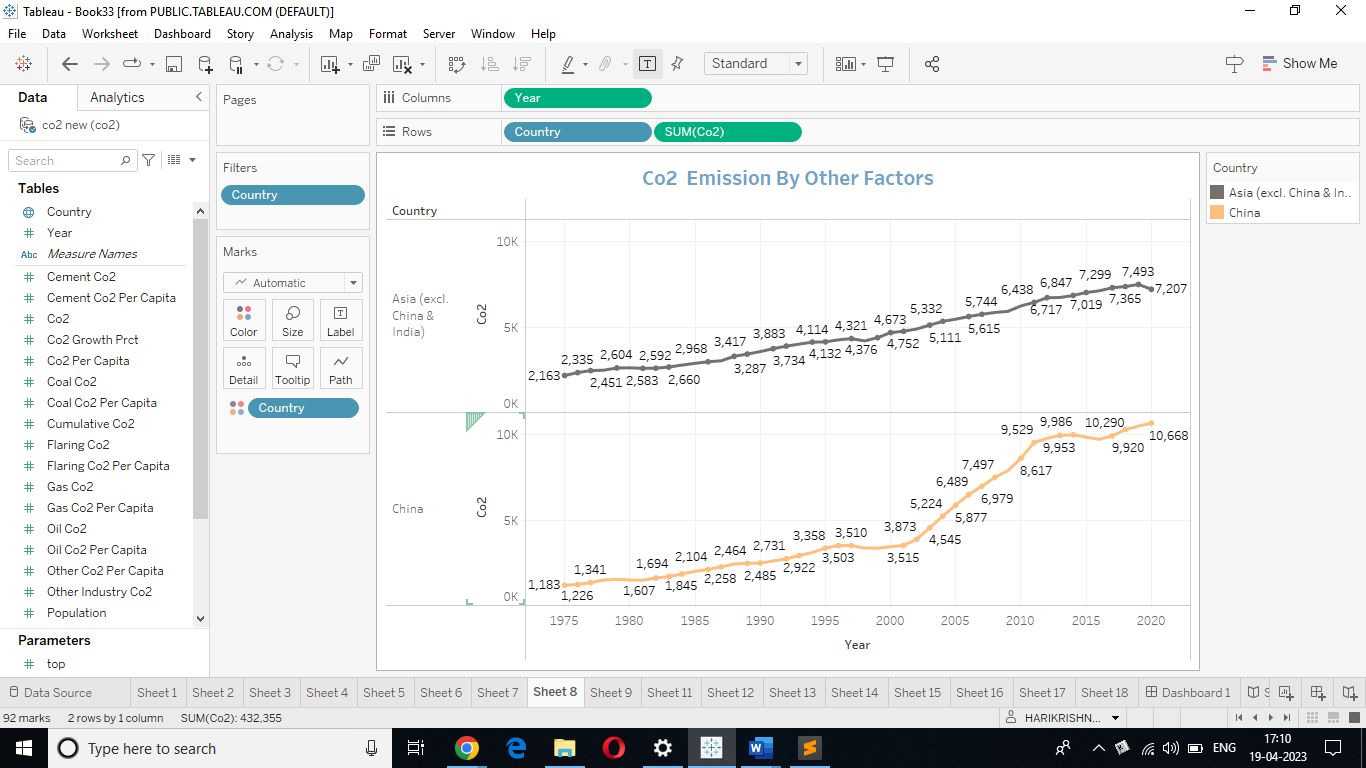 Tableau - Book33 [from PUBLIC.TABLEAU.COM (DEFAULT)]
File Data Worksheet Dashboard Story Analysis Map Format Server Window Help
Standard
Show Me
Data Analytics
co2 new (co2)
Search
Tables
Country
Year
Abc Measure Names
Cement Co2
Cement Co2 Per Capita
Co2
Co2 Growth Prct
Co2 Per Capita
Coal Co2
Coal Co2 Per Capita
Cumulative Co2
Flaring Co2
Flaring Co2 Per Capita
Gas Co2
Gas Co2 Per Capita
Oil Co2
Oil Co2 Per Capita
Other Co2 Per Capita
Other Industry Co2
Population
Parameters
top
Pages
Filters
Country
Marks
Automatic
Color Size Label
Detail Tooltip Path
Country
Columns Year
Rows Country SUM(Co2)
Co2 Emission By Other Factors
Country
Asia (excl.
China &
India)
Co2
10K
5K
0K
2,163 2,335 2,451 2,604 2,583 2,592 2,660 2,968 3,417 3,287 3,883 3,734 4,114 4,132 4,321 4,376 4,673 4,752 5,332 5,111 5,744 5,615 6,438 6,717 6,847 7,019 7,299 7,365 7,493 7,207
China
Co2
10K
5K
0K
1,183 1,226 1,341 1,607 1,694 1,845 2,104 2,258 2,464 2,485 2,731 2,922 3,358 3,503 3,510 3,515 3,873 4,545 5,224 5,877 6,489 6,979 7,497 8,617 9,529 9,953 9,986 9,920 10,290 10,668
1975 1980 1985 1990 1995 2000 2005 2010 2015 2020
Year
Country
Asia (excl. China & In..
China
Data Source Sheet 1 Sheet 2 Sheet 3 Sheet 4 Sheet 5 Sheet 6 Sheet 7 Sheet 8 Sheet 9 Sheet 11 Sheet 12 Sheet 13 Sheet 14 Sheet 15 Sheet 16 Sheet 17 Sheet 18 Dashboard 1 S
92 marks 2 rows by 1 column SUM(Co2): 432,355 HARIKRISHN...
Type here to search
ENG
17:10
19-04-2023